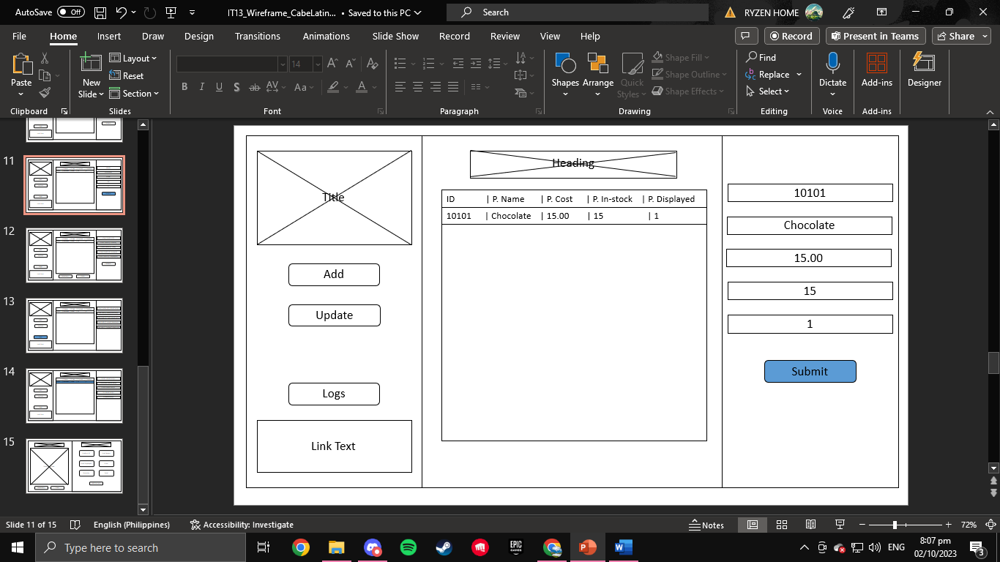 AutoSave Off IT13_Wireframe_CabeLatin... • Saved to this PC Search RYZEN HOME
File Home Insert Draw Design Transitions Animations Slide Show Record Review View Help Record Present in Teams Share
Paste
New Slide
Layout
Reset
Section
14
B I U S ab AV Aa A
Shapes
Arrange
Quick Styles
Shape Fill
Shape Outline
Shape Effects
Find
Replace
Select
Dictate
Add-ins
Designer
Clipboard Slides Font Paragraph Drawing Editing Voice Add-ins
11
12
13
14
15
Title
Add
Update
Logs
Link Text
Heading
ID | P. Name | P. Cost | P. In-stock | P. Displayed
10101 | Chocolate | 15.00 | 15 | 1
10101
Chocolate
15.00
15
1
Submit
Slide 11 of 15 English (Philippines) Accessibility: Investigate Notes 72%
Type here to search
EPIC GAMES
ENG
8:07 pm
02/10/2023
3